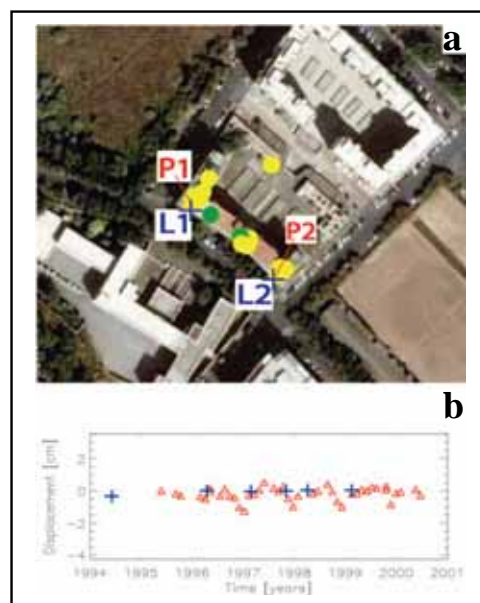 a
P1
L1
P2
L2
b
Displacement [cm]
2
0
-2
-4
1994 1995 1996 1997 1998 1999 2000 2001
Time [years]